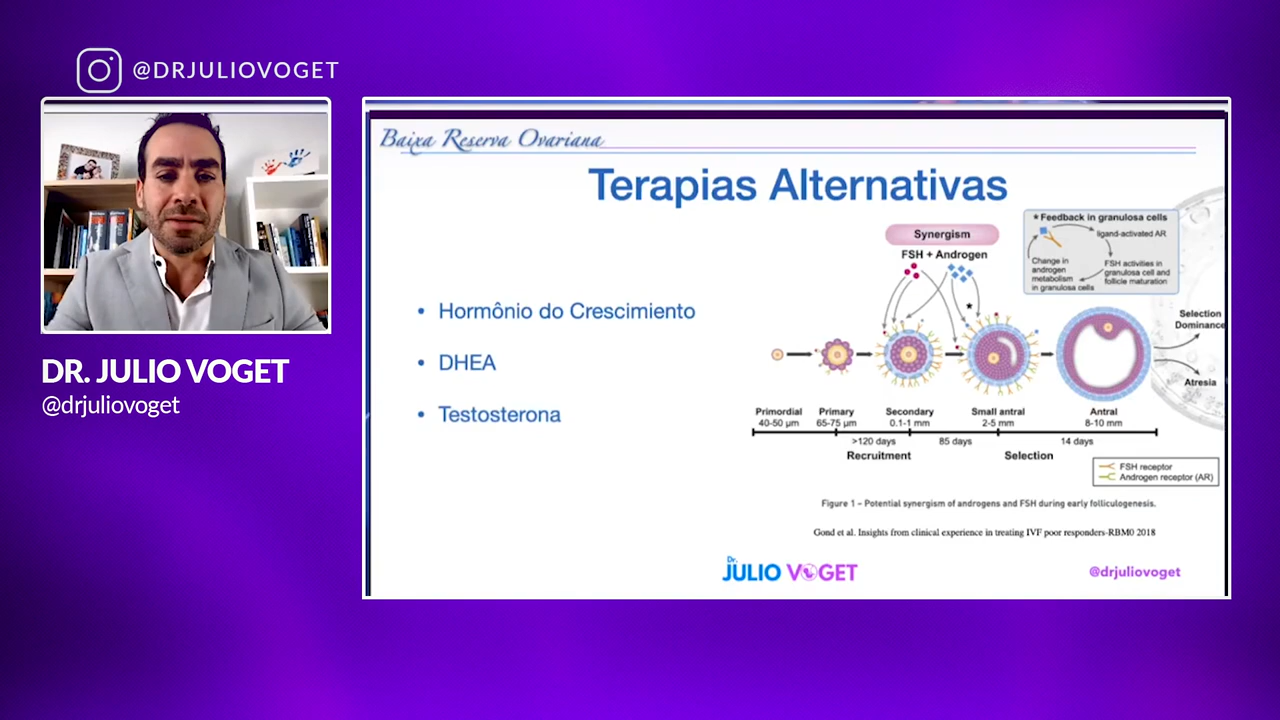 @DRJULIOVOGET
DR. JULIO VOGET
@drjuliovoget
Baixa Reserva Ovariana
Terapias Alternativas
• Hormônio do Crescimiento
• DHEA
• Testosterona
Synergism
FSH + Androgen
* Feedback in granulosa cells
ligand-activated AR
Change in
androgen
metabolism
in granulosa cells
FSH activities in
granulosa cell and
follicle maturation
*
Selection
Dominance
Atresia
Primordial
40-50 µm
Primary
65-75 µm
Secondary
0.1-1 mm
Small antral
2-5 mm
Antral
8-10 mm
>120 days
85 days
14 days
Recruitment
Selection
FSH receptor
Androgen receptor (AR)
Figure 1 – Potential synergism of androgens and FSH during early folliculogenesis.
Gond et al. Insights from clinical experience in treating IVF poor responders-RBM0 2018
Dr.
JULIO VOGET
@drjuliovoget